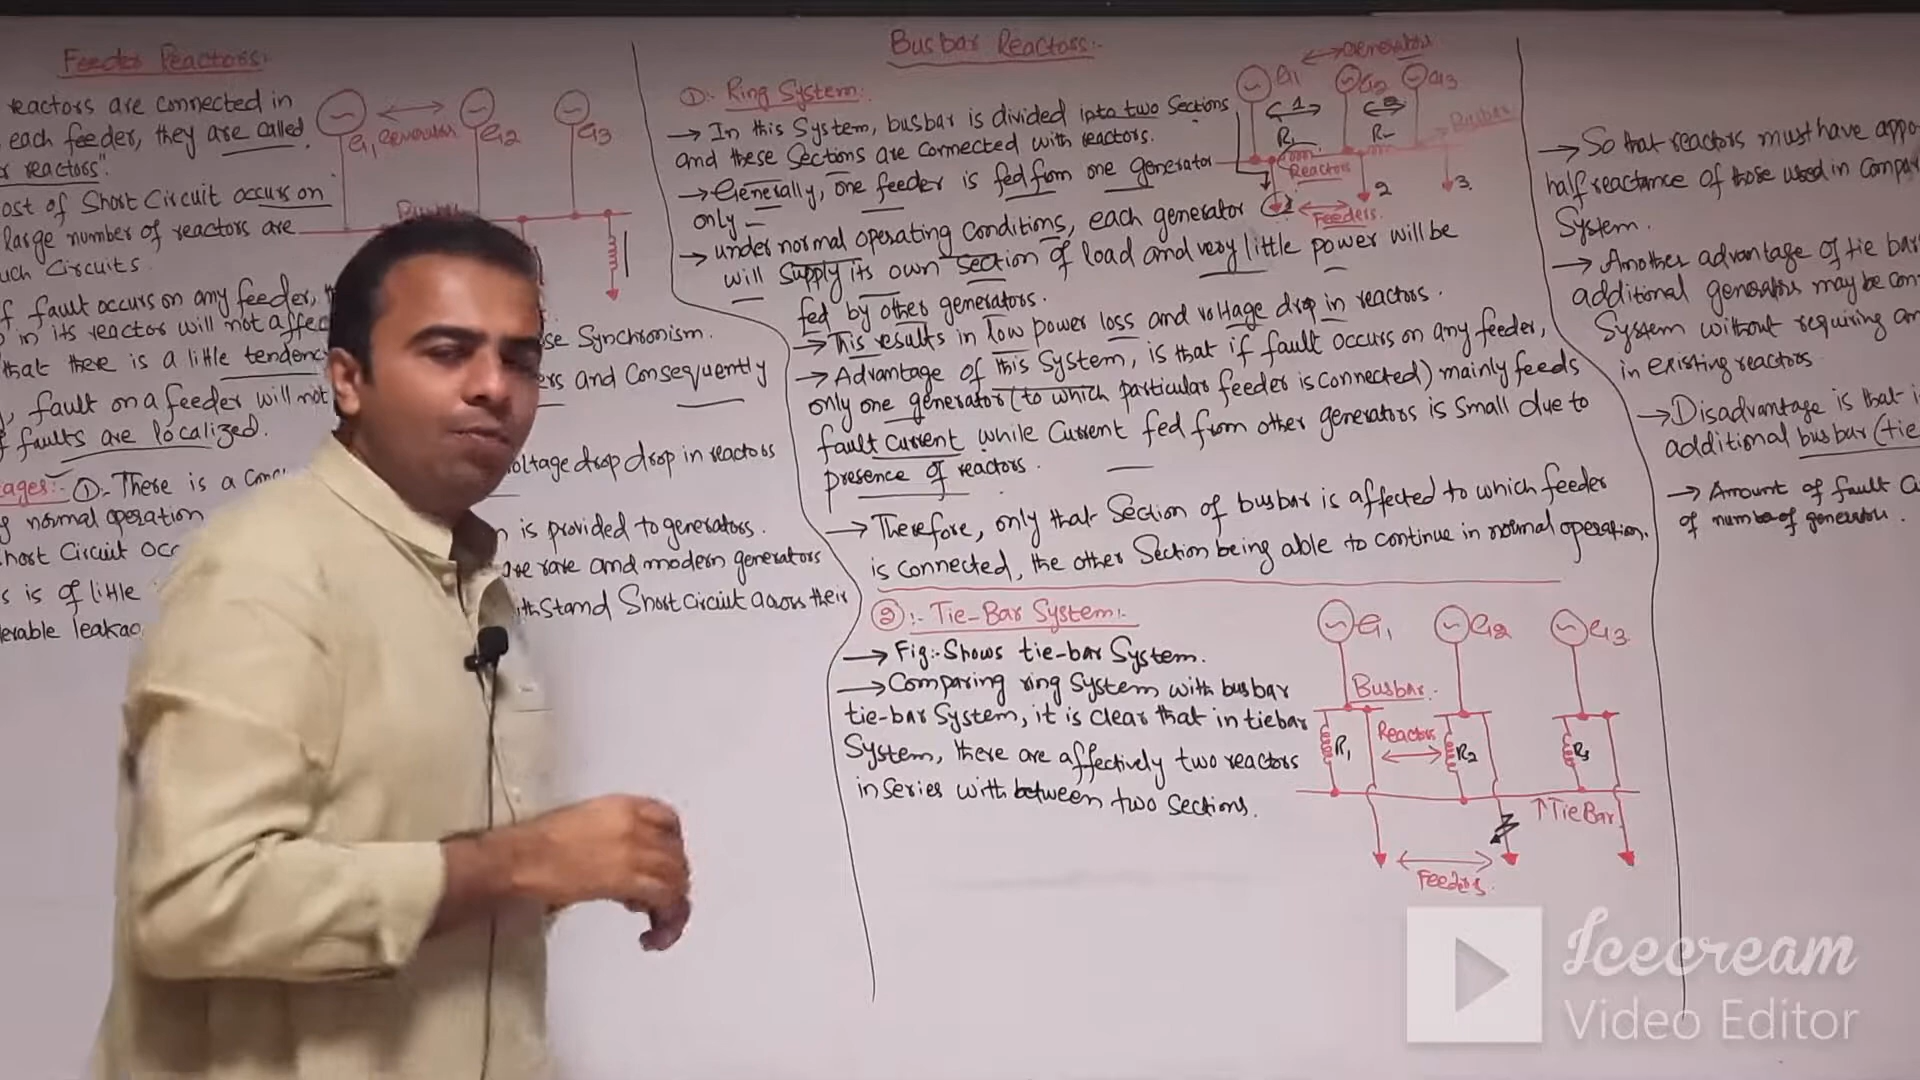 Feeder Reactors:
reactors are connected in
each feeder, they are called
r reactors".
ost of Short Circuit occurs on
large number of reactors are
uch Circuits.
f fault occurs on any feeder,
in its reactor will not affec
that there is a little tendenc
se Synchronism.
, fault on a feeder will not
ers and Consequently
f faults are localized.
ages:- ①- There is a
voltage drop drop in reactors
normal operation
n is provided to generators.
hort Circuit occ
are rare and modern generators
s is of little
ithstand Short Circuit across their
erable leakag
G1 Generator G2 G3
Busbar Reactors:-
①:- Ring System:-
→ In this System, busbar is divided into two Sections
and these Sections are connected with reactors.
→ Generally, one feeder is fed from one generator
only -
→ under normal operating Conditions, each generator
will supply its own section of load and very little power will be
fed by other generators.
→ This results in low power loss and voltage drop in reactors.
→ Advantage of this System, is that if fault occurs on any feeder,
only one generator (to which particular feeder is connected) mainly feeds
fault current while Current fed from other generators is Small due to
presence of reactors.
→ Therefore, only that Section of busbar is affected to which feeder
is connected, the other Section being able to continue in normal operation.
Generators
G1 G2 G3
1 2
R1 R2
Busbar
Reactors
1 2 3.
Feeders.
②:- Tie-Bar System:-
→ Fig:- Shows tie-bar System.
→ Comparing ring System with busbar
tie-bar System, it is clear that in tiebar
System, there are affectively two reactors
in series with between two Sections.
G1 G2 G3
Busbar.
R1 Reactors R2 R3
↑Tie Bar
Feeders.
→ So that reactors must have appo
half reactance of those used in compar
System.
→ Another advantage of tie bar
additional generators may be con
System without requiring an
in existing reactors
→ Disadvantage is that i
additional busbar (tie
→ Amount of fault C
of number of generators.
Icecream
Video Editor